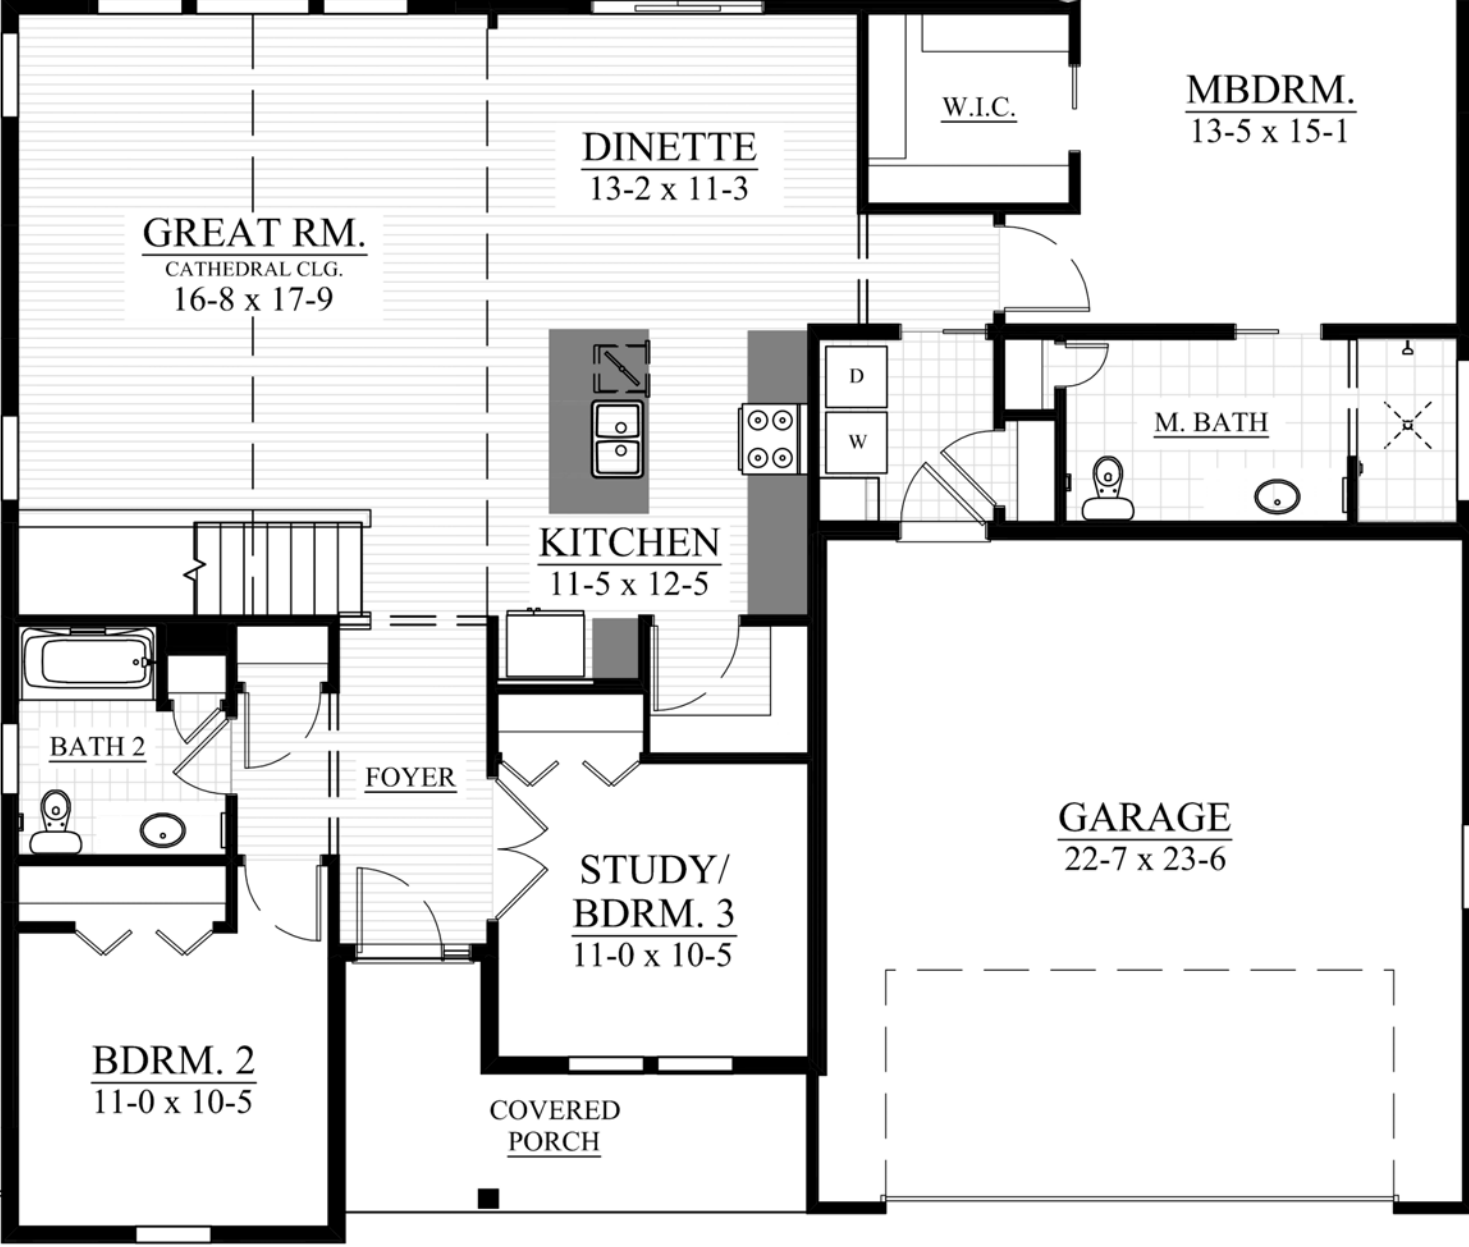 W.I.C.
MBDRM.
13-5 x 15-1
DINETTE
13-2 x 11-3
GREAT RM.
CATHEDRAL CLG.
16-8 x 17-9
D
W
M. BATH
KITCHEN
11-5 x 12-5
BATH 2
FOYER
STUDY/
BDRM. 3
11-0 x 10-5
GARAGE
22-7 x 23-6
BDRM. 2
11-0 x 10-5
COVERED
PORCH